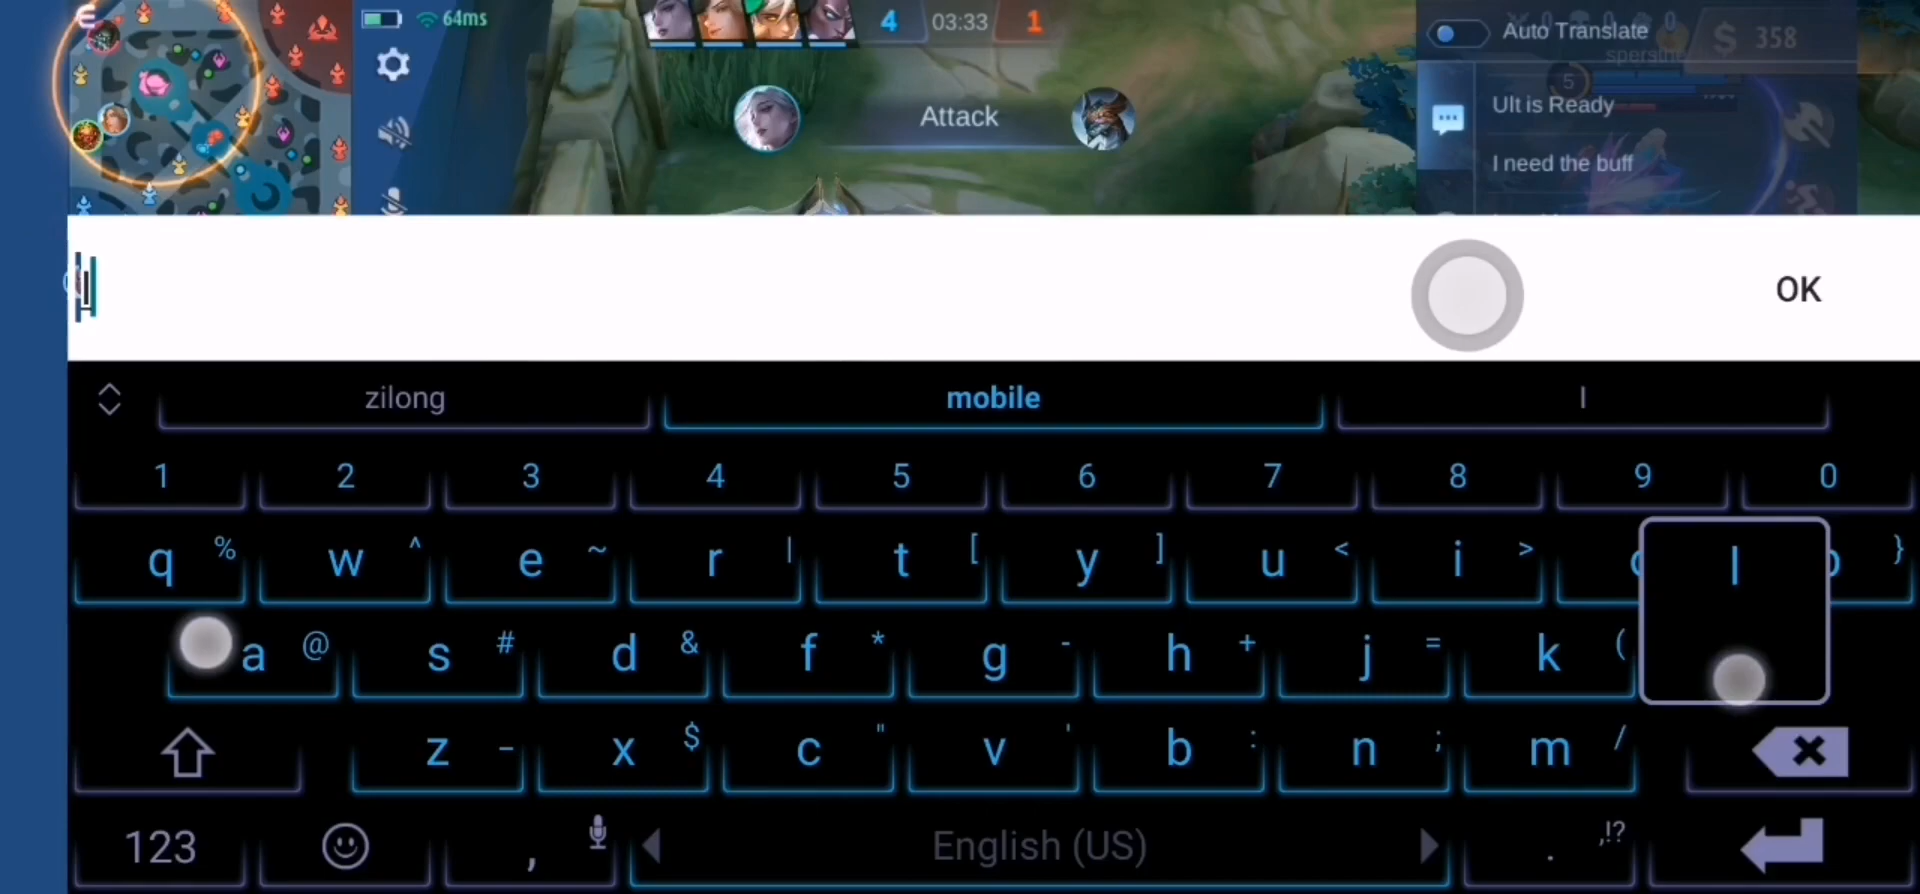 64ms
4 03:33 1
Auto Translate
$ 358
5
Ult is Ready
Attack
I need the buff
OK
zilong mobile l
1 2 3 4 5 6 7 8 9 0
q % w ^ e ~ r | t [ y ] u < i > l }
a @ s # d & f * g - h + j = k (
z - x $ c " v ' b : n ; m /
123 , English (US) . ,!?